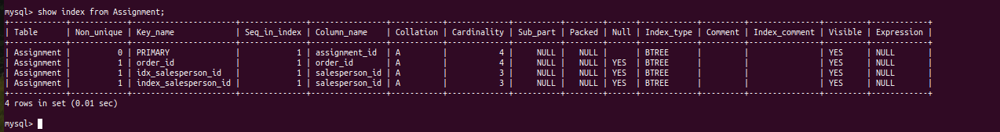 mysql> show index from Assignment;
+------------+------------+----------------------+--------------+----------------+-----------+-------------+----------+--------+------+------------+---------+---------------+---------+------------+
| Table      | Non_unique | Key_name             | Seq_in_index | Column_name    | Collation | Cardinality | Sub_part | Packed | Null | Index_type | Comment | Index_comment | Visible | Expression |
+------------+------------+----------------------+--------------+----------------+-----------+-------------+----------+--------+------+------------+---------+---------------+---------+------------+
| Assignment |          0 | PRIMARY              |            1 | assignment_id  | A         |           4 |     NULL |   NULL |      | BTREE      |         |               | YES     | NULL       |
| Assignment |          1 | order_id             |            1 | order_id       | A         |           4 |     NULL |   NULL | YES  | BTREE      |         |               | YES     | NULL       |
| Assignment |          1 | idx_salesperson_id   |            1 | salesperson_id | A         |           3 |     NULL |   NULL | YES  | BTREE      |         |               | YES     | NULL       |
| Assignment |          1 | index_salesperson_id |            1 | salesperson_id | A         |           3 |     NULL |   NULL | YES  | BTREE      |         |               | YES     | NULL       |
+------------+------------+----------------------+--------------+----------------+-----------+-------------+----------+--------+------+------------+---------+---------------+---------+------------+
4 rows in set (0.01 sec)
mysql>